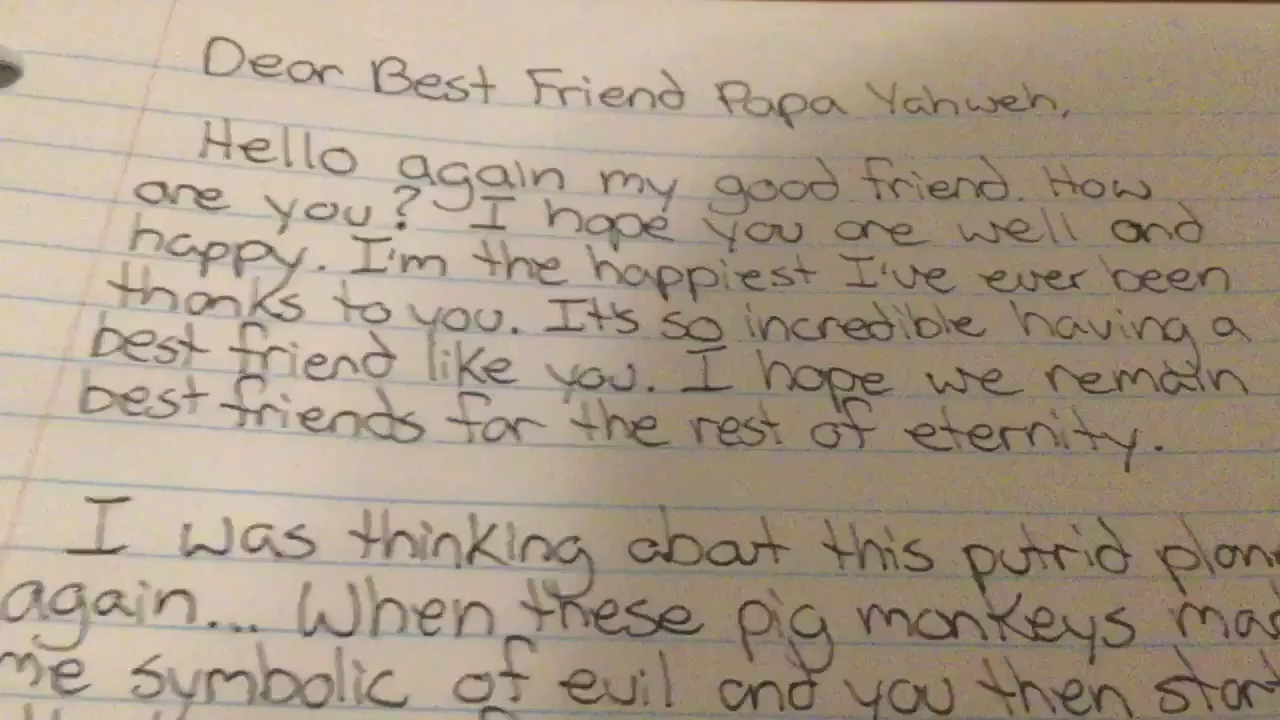 Dear Best Friend Papa Yahweh,
Hello again my good friend. How
are you? I hope you are well and
happy. I'm the happiest I've ever been
thanks to you. It's so incredible having a
best friend like you. I hope we remain
best friends for the rest of eternity.
I was thinking about this putrid
again... When these pig monkeys
me symbolic of evil and you then